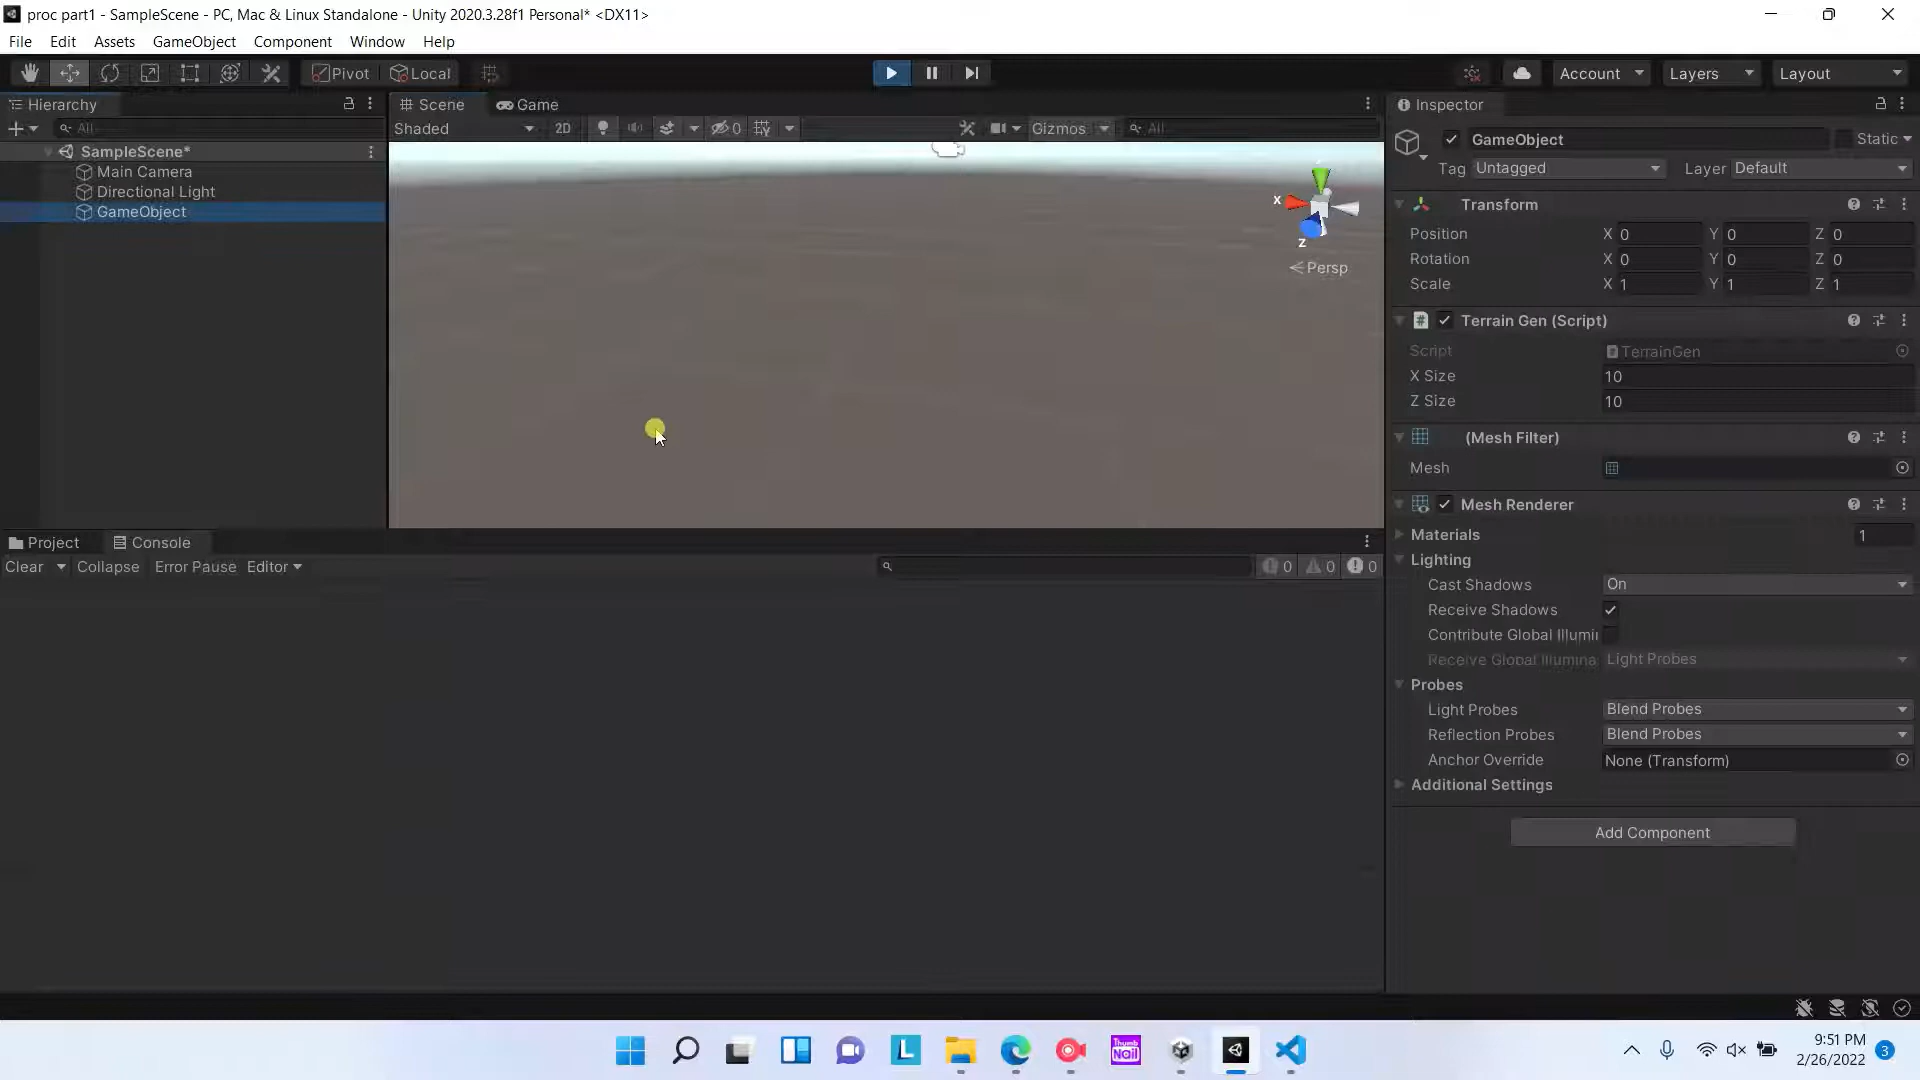 proc part1 - SampleScene - PC, Mac & Linux Standalone - Unity 2020.3.28f1 Personal* <DX11>
File Edit Assets GameObject Component Window Help
Pivot Local Account Layers Layout
Hierarchy
All
SampleScene*
Main Camera
Directional Light
GameObject
Scene Game
Shaded 2D 0 Gizmos All
x
z
Persp
Project Console
Clear Collapse Error Pause Editor 0 0 0
Inspector
GameObject Static
Tag Untagged Layer Default
Transform
Position X 0 Y 0 Z 0
Rotation X 0 Y 0 Z 0
Scale X 1 Y 1 Z 1
# Terrain Gen (Script)
Script TerrainGen
X Size 10
Z Size 10
(Mesh Filter)
Mesh
Mesh Renderer
Materials 1
Lighting
Cast Shadows On
Receive Shadows
Contribute Global Illumi
Receive Global Illumina Light Probes
Probes
Light Probes Blend Probes
Reflection Probes Blend Probes
Anchor Override None (Transform)
Additional Settings
Add Component
L
Thumb
Nail
9:51 PM
2/26/2022
3